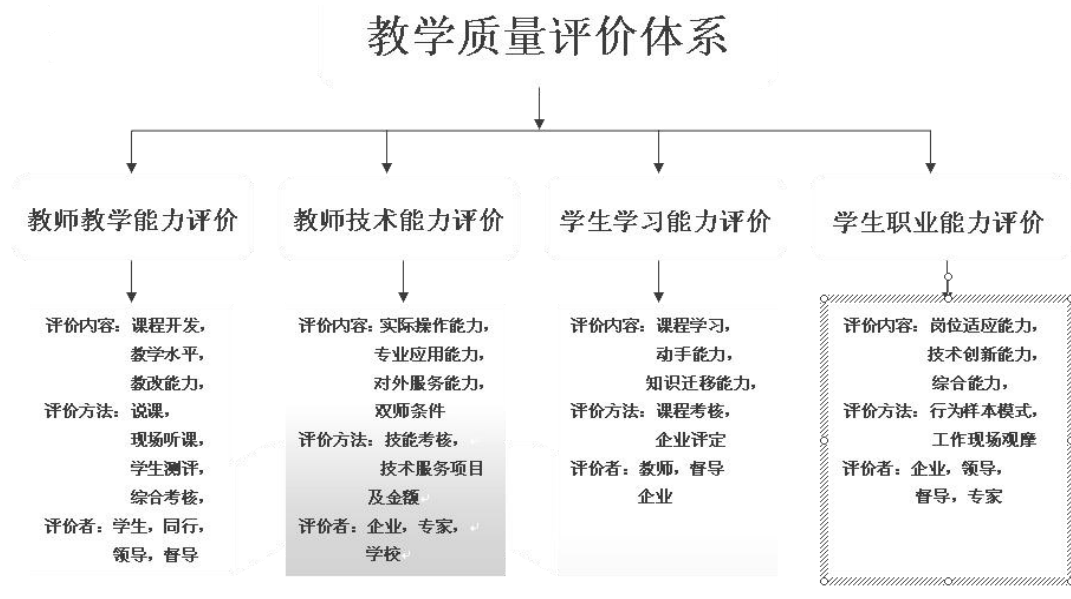 教学质量评价体系
教师教学能力评价
教师技术能力评价
学生学习能力评价
学生职业能力评价
评价内容：课程开发，
教学水平，
教改能力，
评价方法：说课，
现场听课，
学生测评，
综合考核，
评价者：学生，同行，
领导，督导
评价内容：实际操作能力，
专业应用能力，
对外服务能力，
双师条件
评价方法：技能考核，
技术服务项目
及金额
评价者：企业，专家，
学校
评价内容：课程学习，
动手能力，
知识迁移能力，
评价方法：课程考核，
企业评定
评价者：教师，督导
企业
评价内容：岗位适应能力，
技术创新能力，
综合能力，
评价方法：行为样本模式，
工作现场观摩
评价者：企业，领导，
督导，专家